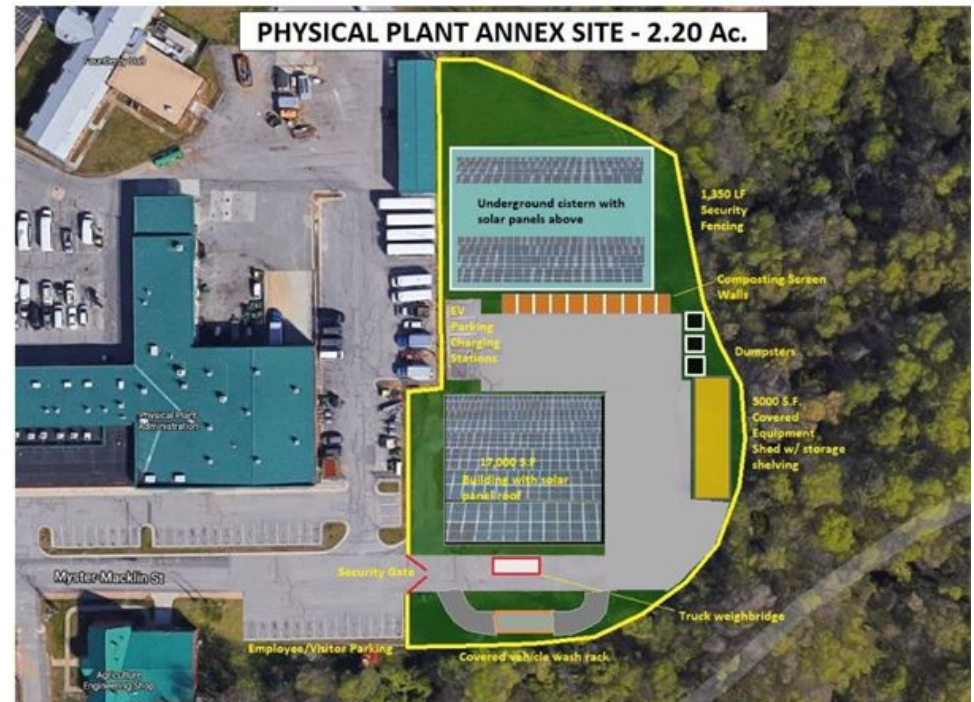 PHYSICAL PLANT ANNEX SITE - 2.20 Ac.
Underground cistern with
solar panels above
1,350 LF
Security
Fencing
Composting Screen
Walls
EV
Parking
Charging
Stations
Dumpsters
Physical Plant
Administration
5000 S.F.
Covered
Equipment
Shed w/ storage
shelving
17,000 S.F
Building with solar
panel roof
Security Gate
Myster-Macklin St
Truck weighbridge
Employee/Visitor Parking
Covered vehicle wash rack
Agriculture
Engineering Shop